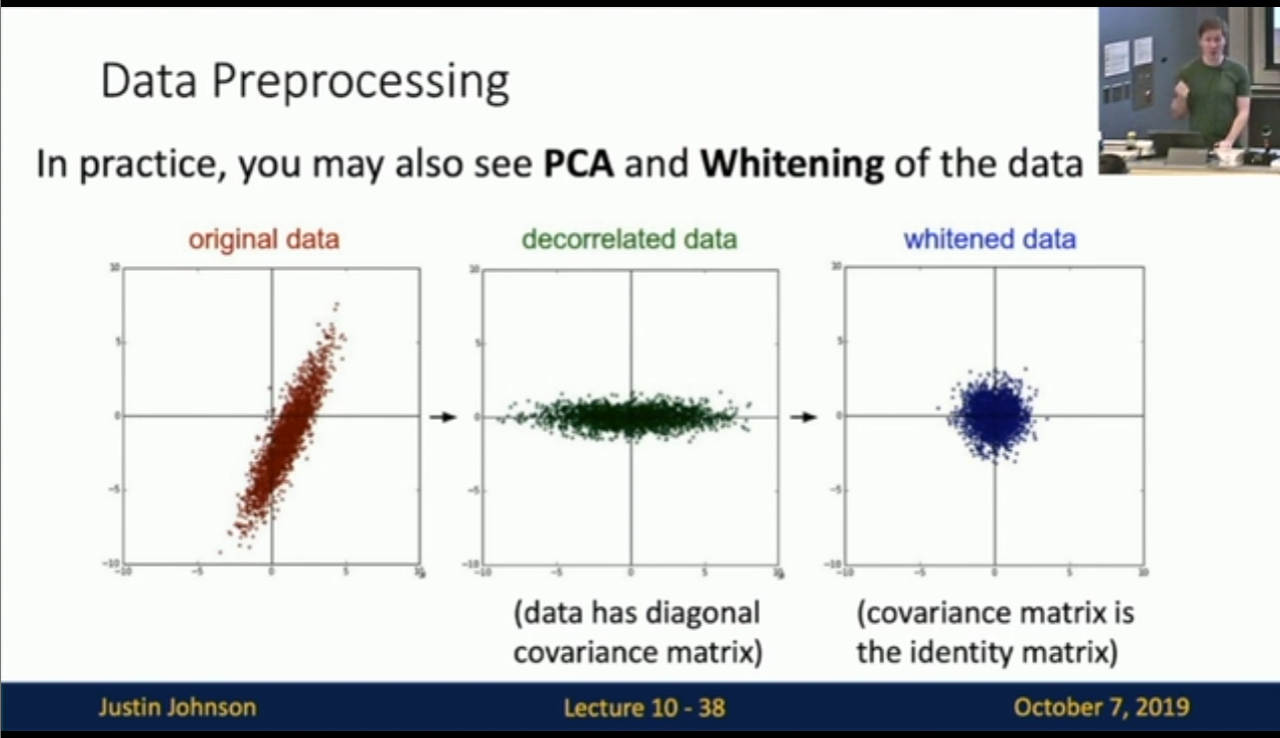 Data Preprocessing
In practice, you may also see PCA and Whitening of the data
original data
decorrelated data
whitened data
10
5
0
-5
-10
-10
-5
0
5
10
5
0
-5
-10
-10
-5
0
5
10
5
0
-5
-10
-10
-5
0
5
10
(data has diagonal
covariance matrix)
(covariance matrix is
the identity matrix)
Justin Johnson
Lecture 10 - 38
October 7, 2019